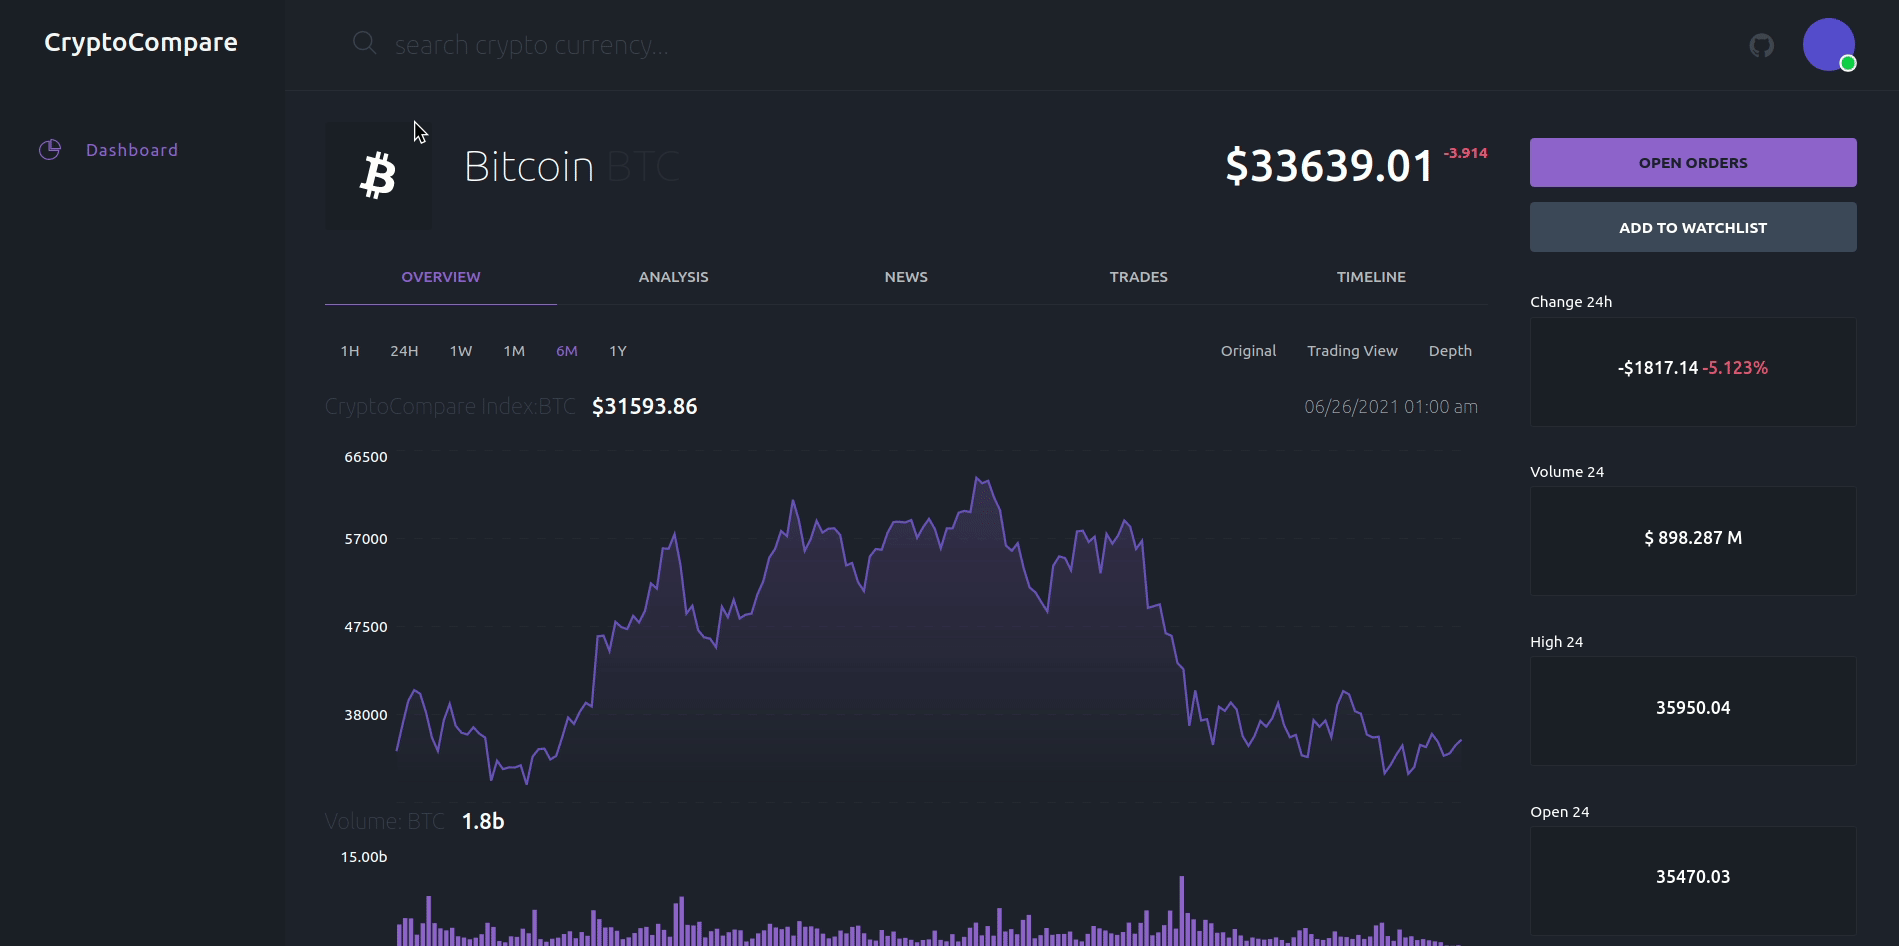 CryptoCompare
search crypto currency...
Dashboard
Bitcoin BTC
$33639.01 -3.914
OPEN ORDERS
ADD TO WATCHLIST
OVERVIEW ANALYSIS NEWS TRADES TIMELINE
1H 24H 1W 1M 6M 1Y
Original Trading View Depth
CryptoCompare Index:BTC $31593.86
06/26/2021 01:00 am
66500
57000
47500
38000
Volume: BTC 1.8b
15.00b
Change 24h
-$1817.14 -5.123%
Volume 24
$ 898.287 M
High 24
35950.04
Open 24
35470.03